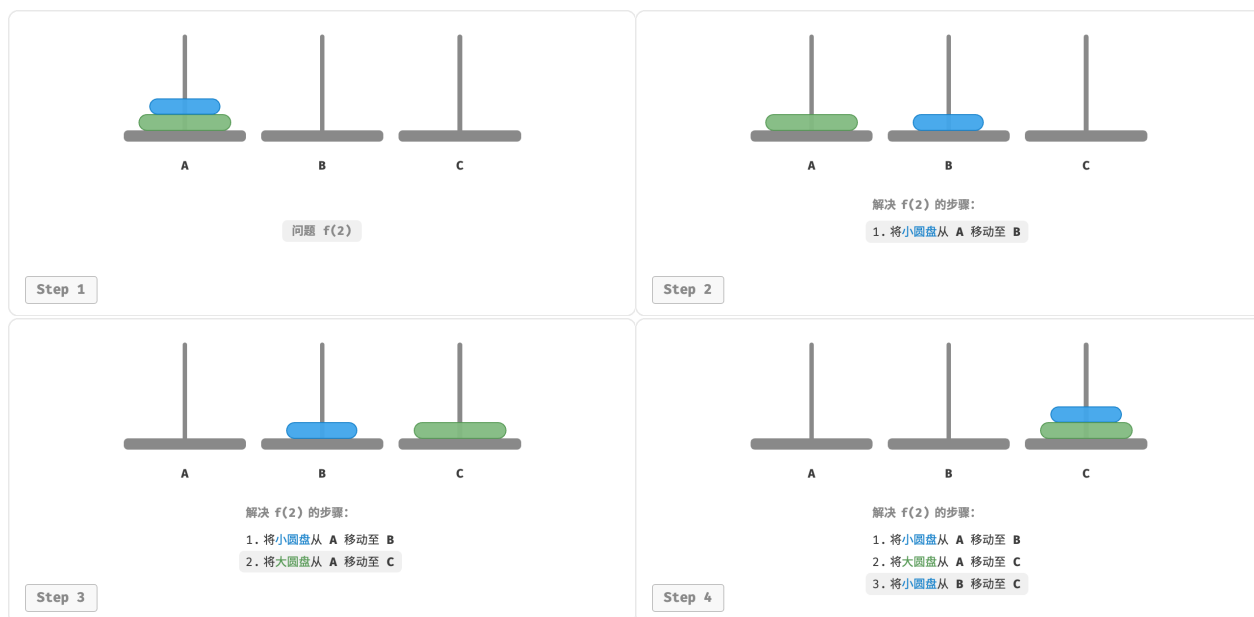 A B C
问题 f(2)
Step 1
A B C
解决 f(2) 的步骤：
1. 将小圆盘从 A 移动至 B
Step 2
A B C
解决 f(2) 的步骤：
1. 将小圆盘从 A 移动至 B
2. 将大圆盘从 A 移动至 C
Step 3
A B C
解决 f(2) 的步骤：
1. 将小圆盘从 A 移动至 B
2. 将大圆盘从 A 移动至 C
3. 将小圆盘从 B 移动至 C
Step 4